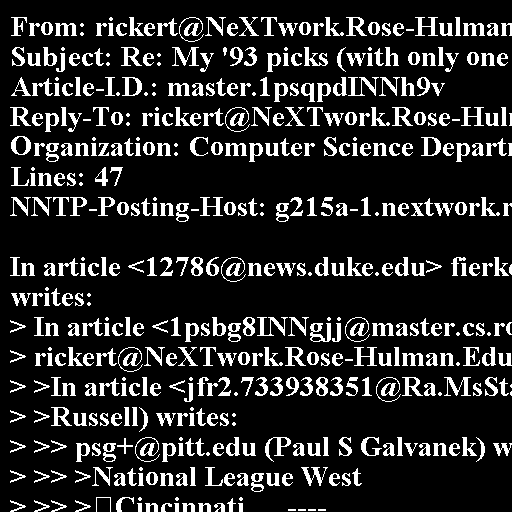 From: rickert@NeXTwork.Rose-Hulman
Subject: Re: My '93 picks (with only one
Article-I.D.: master.1psqpdINNh9v
Reply-To: rickert@NeXTwork.Rose-Hul
Organization: Computer Science Depart
Lines: 47
NNTP-Posting-Host: g215a-1.nextwork.r
In article <12786@news.duke.edu> fierk
writes:
> In article <1psbg8INNgjj@master.cs.ro
> rickert@NeXTwork.Rose-Hulman.Edu
> >In article <jfr2.733938351@Ra.MsSta
> >Russell) writes:
> >> psg+@pitt.edu (Paul S Galvanek) w
> >> >National League West
> >> >Cincinnati ----